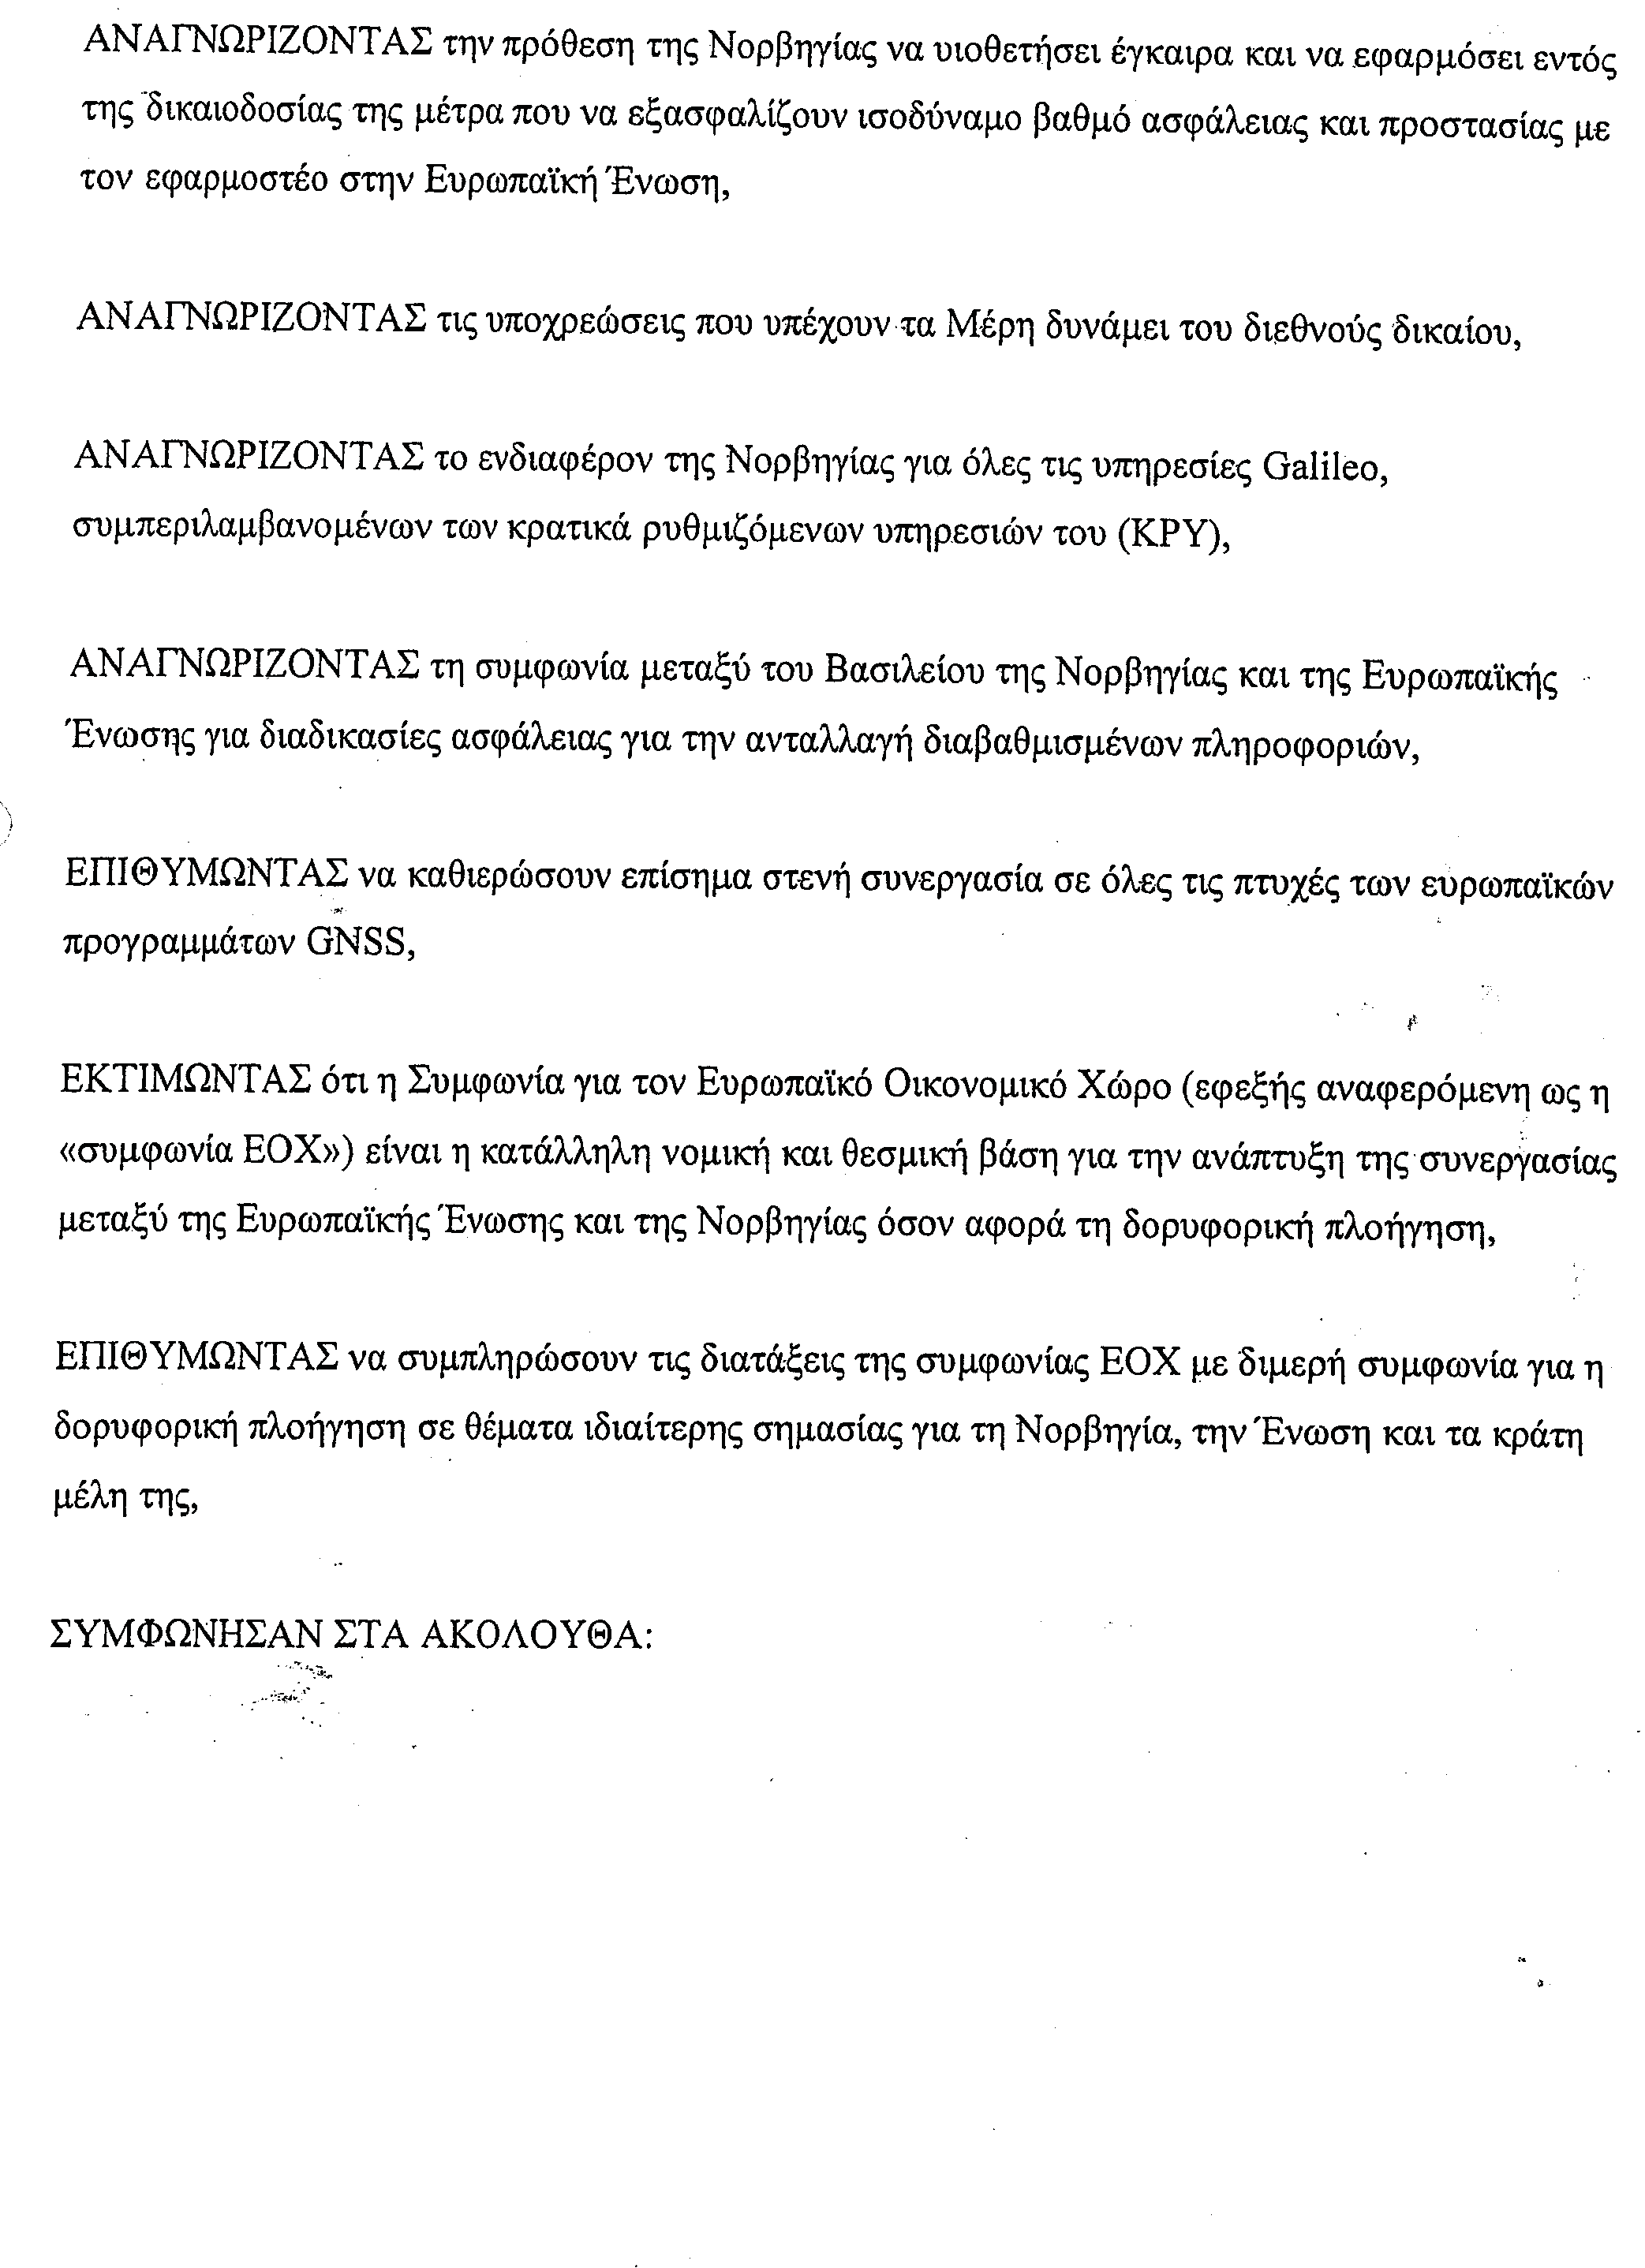 ΑΝΑΓΝΩΡΙΖΟΝΤΑΣ την πρόθεση της Νορβηγίας να υιοθετήσει έγκαιρα και να εφαρμόσει εντός
της δικαιοδοσίας της μέτρα που να εξασφαλίζουν ισοδύναμο βαθμό ασφάλειας και προστασίας με
τον εφαρμοστέο στην Ευρωπαϊκή Ένωση,
ΑΝΑΓΝΩΡΙΖΟΝΤΑΣ τις υποχρεώσεις που υπέχουν τα Μέρη δυνάμει του διεθνούς δικαίου,
ΑΝΑΓΝΩΡΙΖΟΝΤΑΣ το ενδιαφέρον της Νορβηγίας για όλες τις υπηρεσίες Galileo,
συμπεριλαμβανομένων των κρατικά ρυθμιζόμενων υπηρεσιών του (ΚΡΥ),
ΑΝΑΓΝΩΡΙΖΟΝΤΑΣ τη συμφωνία μεταξύ του Βασιλείου της Νορβηγίας και της Ευρωπαϊκής
Ένωσης για διαδικασίες ασφάλειας για την ανταλλαγή διαβαθμισμένων πληροφοριών,
ΕΠΙΘΥΜΩΝΤΑΣ να καθιερώσουν επίσημα στενή συνεργασία σε όλες τις πτυχές των ευρωπαϊκών
προγραμμάτων GNSS,
ΕΚΤΙΜΩΝΤΑΣ ότι η Συμφωνία για τον Ευρωπαϊκό Οικονομικό Χώρο (εφεξής αναφερόμενη ως η
«συμφωνία ΕΟΧ») είναι η κατάλληλη νομική και θεσμική βάση για την ανάπτυξη της συνεργασίας
μεταξύ της Ευρωπαϊκής Ένωσης και της Νορβηγίας όσον αφορά τη δορυφορική πλοήγηση,
ΕΠΙΘΥΜΩΝΤΑΣ να συμπληρώσουν τις διατάξεις της συμφωνίας ΕΟΧ με διμερή συμφωνία για η
δορυφορική πλοήγηση σε θέματα ιδιαίτερης σημασίας για τη Νορβηγία, την Ένωση και τα κράτη
μέλη της,
ΣΥΜΦΩΝΗΣΑΝ ΣΤΑ ΑΚΟΛΟΥΘΑ: